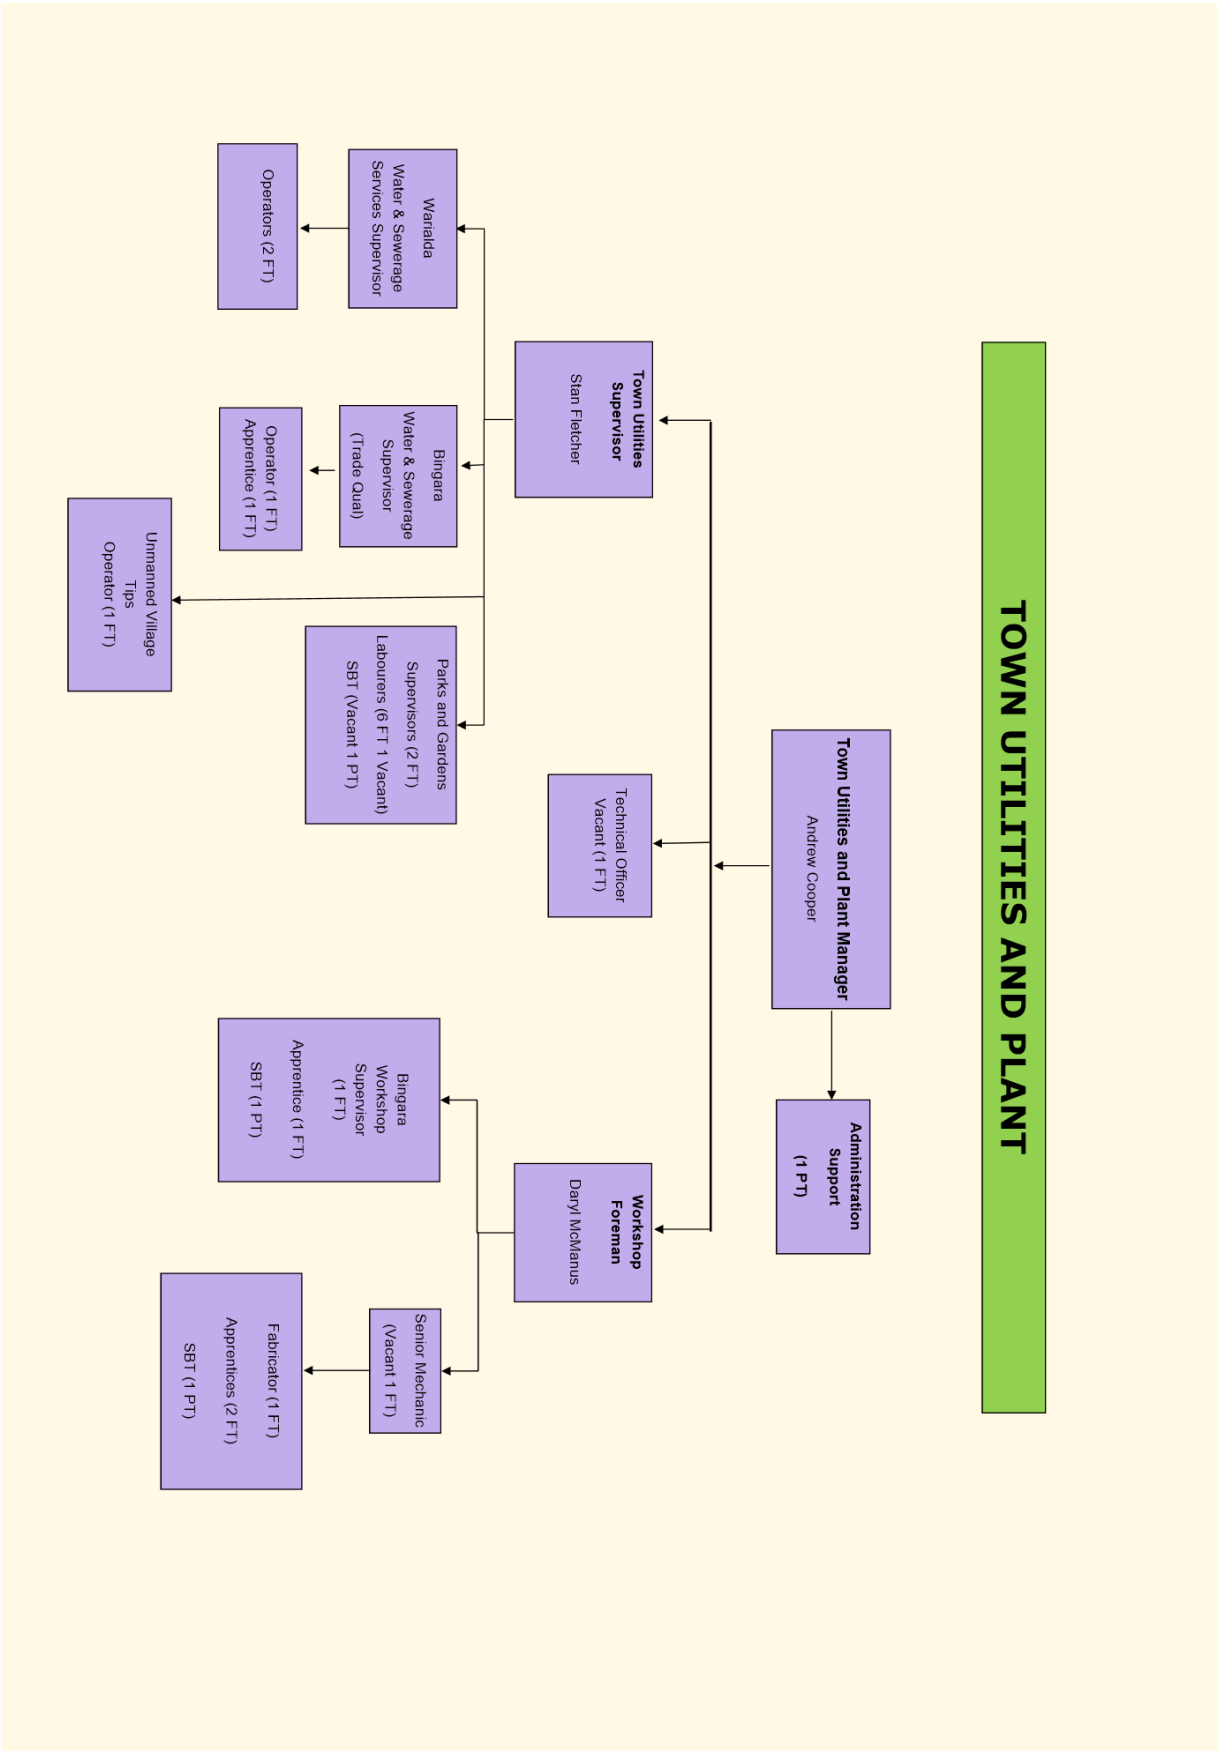 TOWN UTILITIES AND PLANT
Town Utilities and Plant Manager
Andrew Cooper
Administration
Support
(1 PT)
Town Utilities
Supervisor
Stan Fletcher
Technical Officer
Vacant (1 FT)
Workshop
Foreman
Daryl McManus
Warialda
Water & Sewerage
Services Supervisor
Operators (2 FT)
Bingara
Water & Sewerage
Supervisor
(Trade Qual)
Operator (1 FT)
Apprentice (1 FT)
Unmanned Village
Tips
Operator (1 FT)
Parks and Gardens
Supervisors (2 FT)
Labourers (6 FT 1 Vacant)
SBT (Vacant 1 PT)
Bingara
Workshop
Supervisor
(1 FT)
Apprentice (1 FT)
SBT (1 PT)
Senior Mechanic
(Vacant 1 FT)
Fabricator (1 FT)
Apprentices (2 FT)
SBT (1 PT)